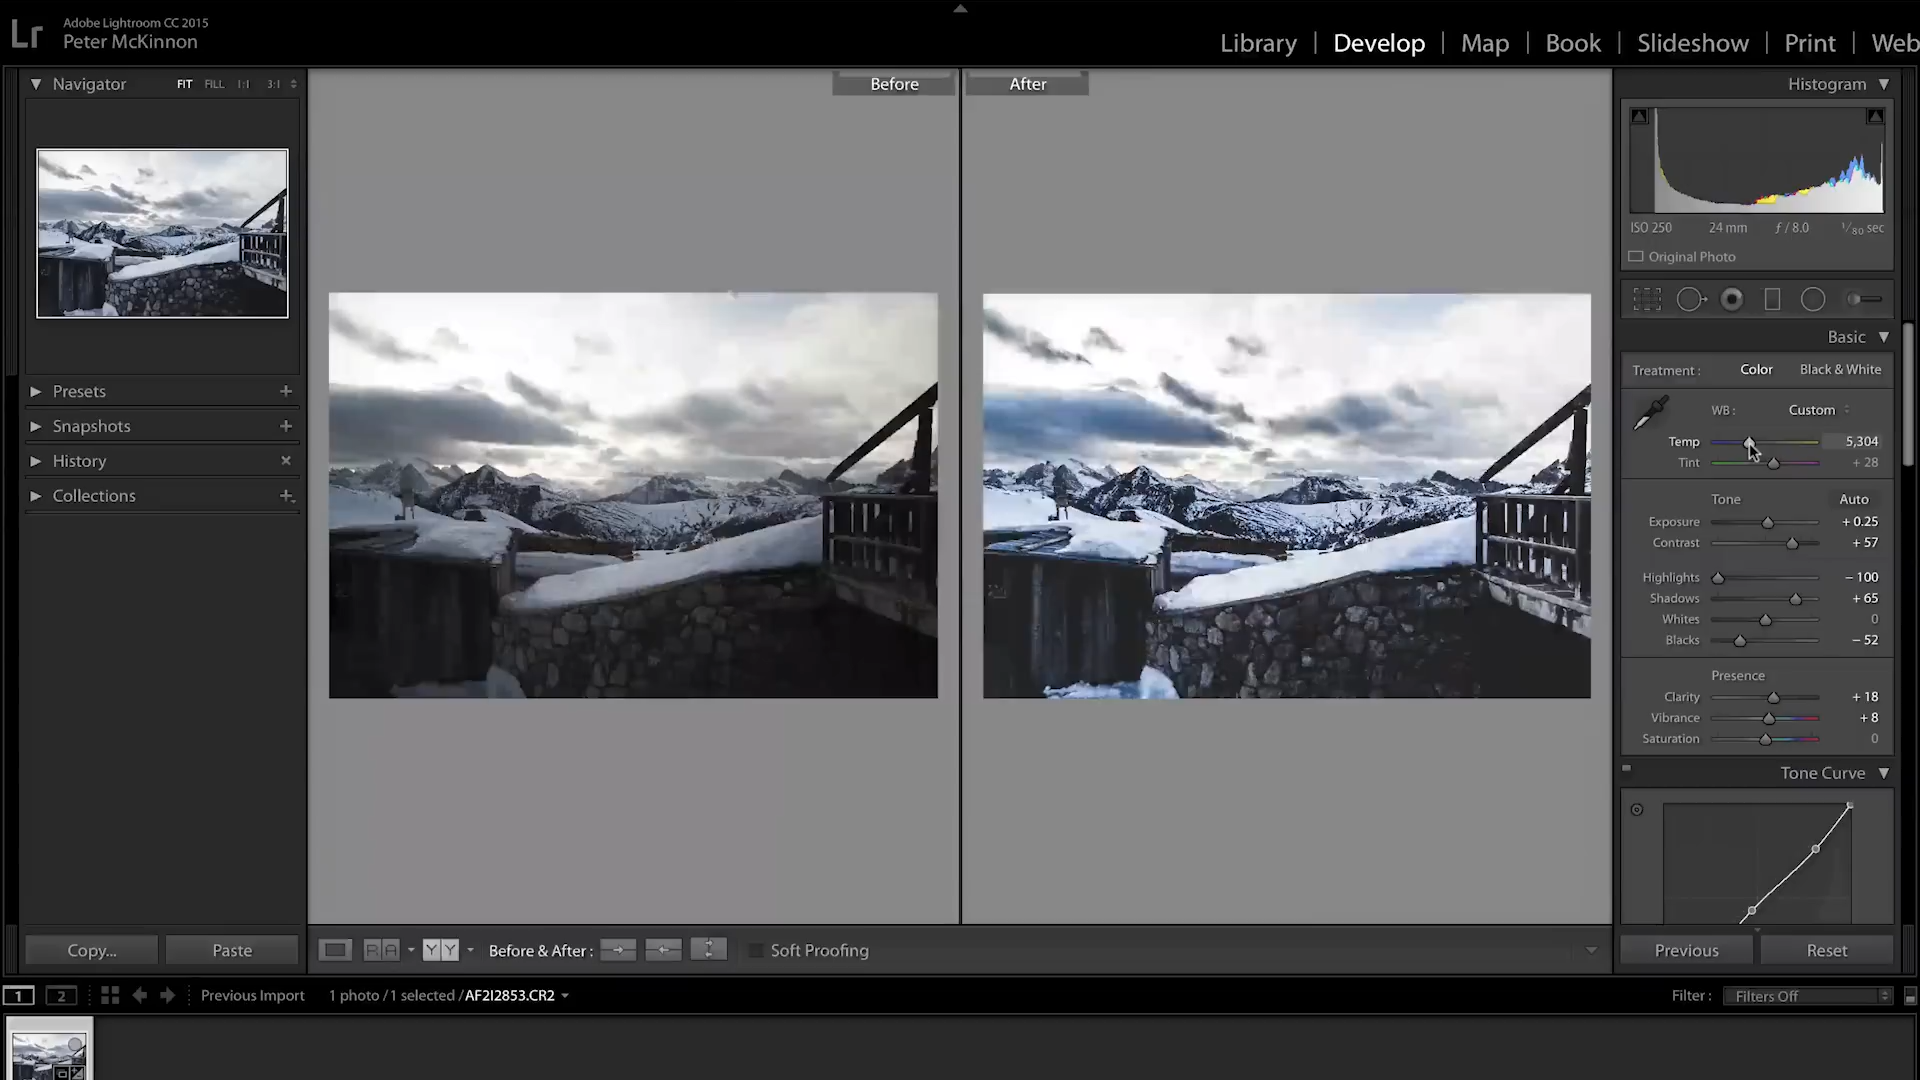 Lr
Adobe Lightroom CC 2015
Peter McKinnon
Library | Develop | Map | Book | Slideshow | Print | Web
Navigator FIT FILL 1:1 3:1
Presets +
Snapshots +
History ×
Collections +
Copy... Paste
Before
After
Histogram
ISO 250 24 mm ƒ / 8.0 1/80 sec
Original Photo
Basic
Treatment : Color Black & White
WB : Custom
Temp 5,304
Tint + 28
Tone Auto
Exposure + 0.25
Contrast + 57
Highlights – 100
Shadows + 65
Whites 0
Blacks – 52
Presence
Clarity + 18
Vibrance + 8
Saturation 0
Tone Curve
Previous Reset
R A Y Y Before & After : Soft Proofing
1 2 Previous Import 1 photo / 1 selected / AF2I2853.CR2
Filter : Filters Off